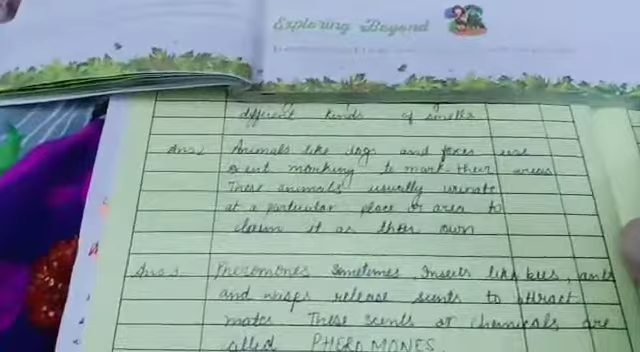 Exploring Beyond
different kinds of smells
Ans 2 Animals like dogs and foxes use
scent marking to mark their areas
These animals usually urinate
at a particular place or area to
claim it as their own
Ans 3 Pheromones Sometimes Insects like bees, ants
and wasps release scents to attract
mates These scents or chemicals are
called PHEROMONES